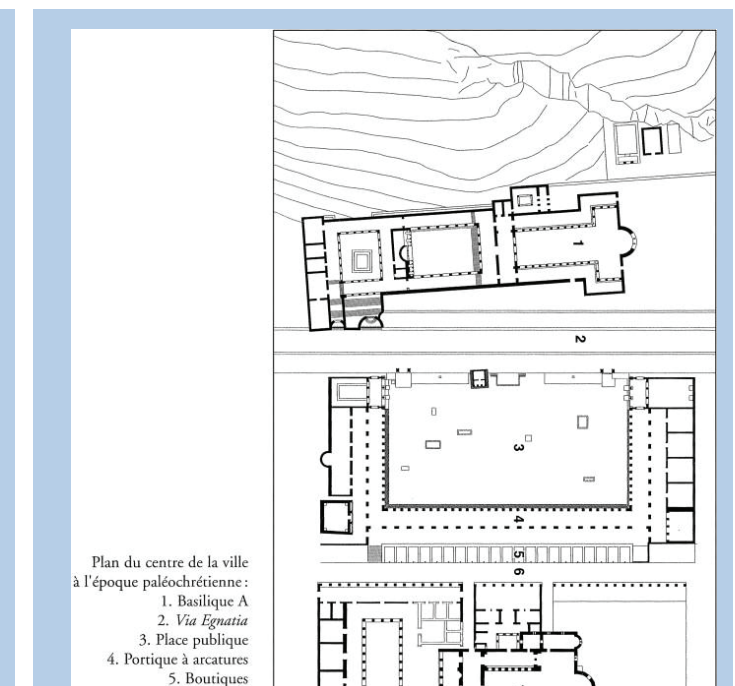 1
2
3
4
5
6
Plan du centre de la ville
à l'époque paléochrétienne :
1. Basilique A
2. Via Egnatia
3. Place publique
4. Portique à arcatures
5. Boutiques